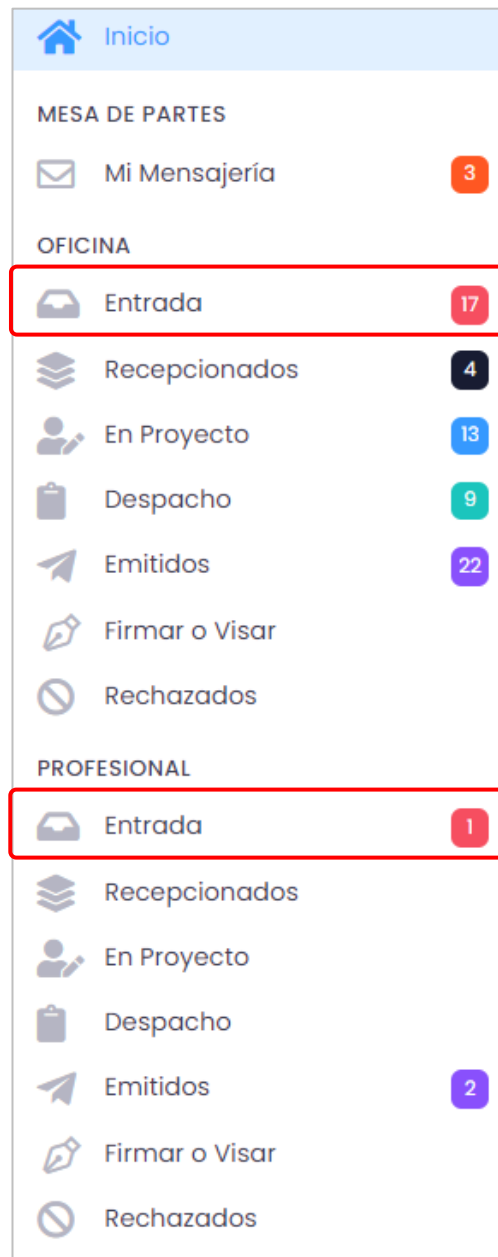 Inicio
MESA DE PARTES
Mi Mensajería 3
OFICINA
Entrada 17
Recepcionados 4
En Proyecto 13
Despacho 9
Emitidos 22
Firmar o Visar
Rechazados
PROFESIONAL
Entrada 1
Recepcionados
En Proyecto
Despacho
Emitidos 2
Firmar o Visar
Rechazados